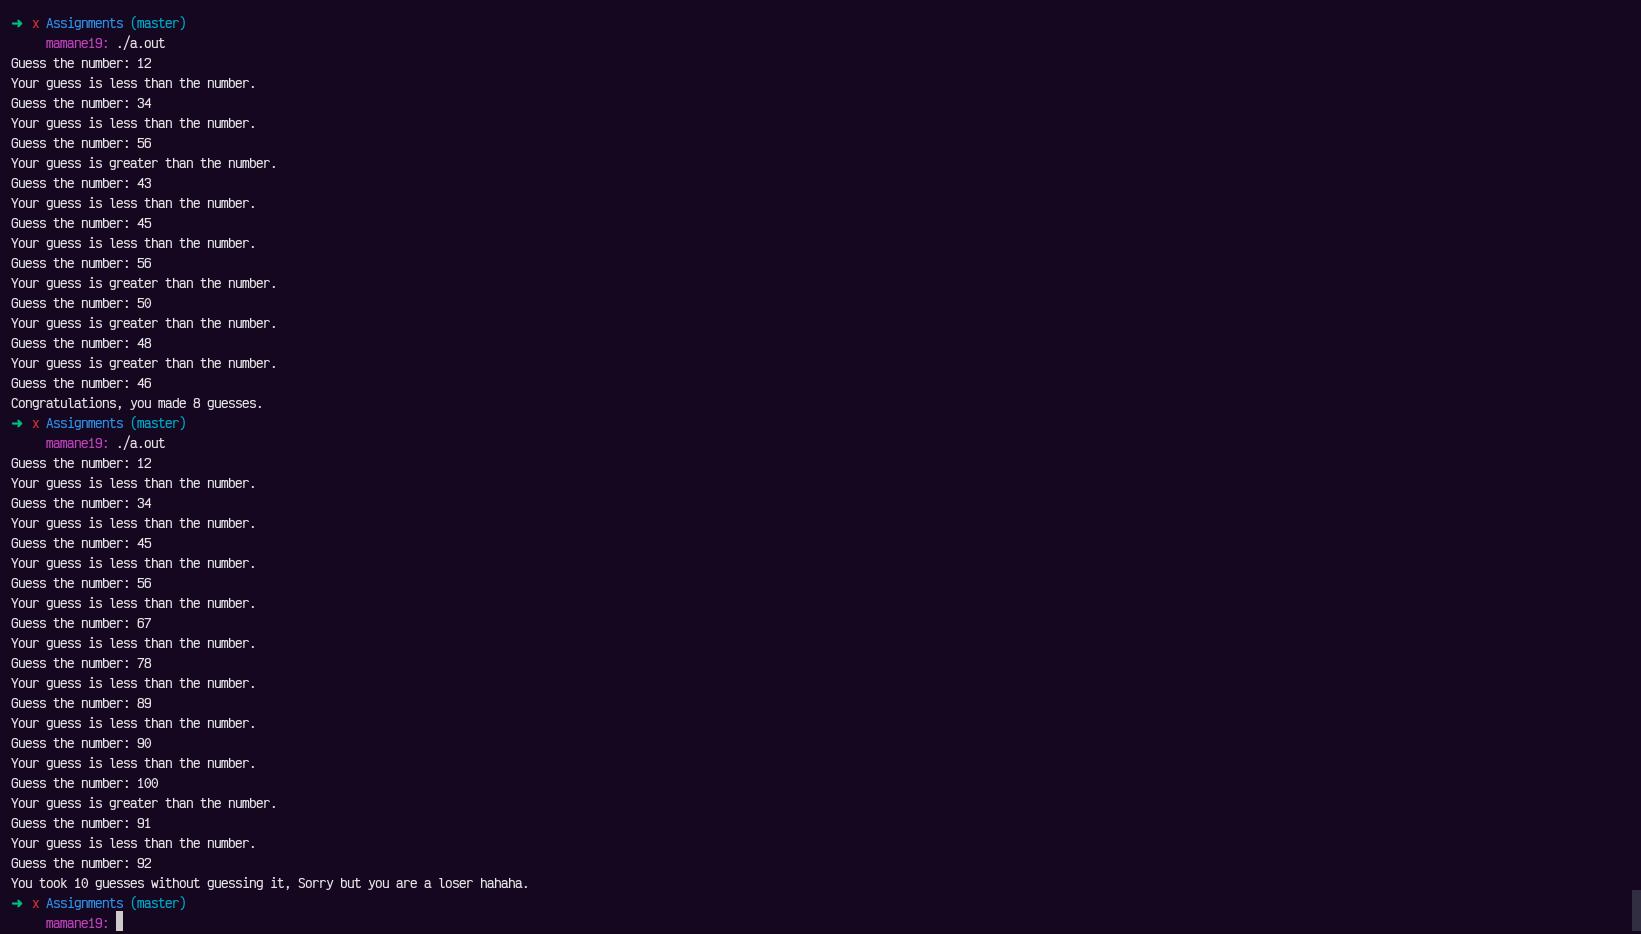 ➜ x Assignments (master)
mamane19: ./a.out
Guess the number: 12
Your guess is less than the number.
Guess the number: 34
Your guess is less than the number.
Guess the number: 56
Your guess is greater than the number.
Guess the number: 43
Your guess is less than the number.
Guess the number: 45
Your guess is less than the number.
Guess the number: 56
Your guess is greater than the number.
Guess the number: 50
Your guess is greater than the number.
Guess the number: 48
Your guess is greater than the number.
Guess the number: 46
Congratulations, you made 8 guesses.
➜ x Assignments (master)
mamane19: ./a.out
Guess the number: 12
Your guess is less than the number.
Guess the number: 34
Your guess is less than the number.
Guess the number: 45
Your guess is less than the number.
Guess the number: 56
Your guess is less than the number.
Guess the number: 67
Your guess is less than the number.
Guess the number: 78
Your guess is less than the number.
Guess the number: 89
Your guess is less than the number.
Guess the number: 90
Your guess is less than the number.
Guess the number: 100
Your guess is greater than the number.
Guess the number: 91
Your guess is less than the number.
Guess the number: 92
You took 10 guesses without guessing it, Sorry but you are a loser hahaha.
➜ x Assignments (master)
mamane19: